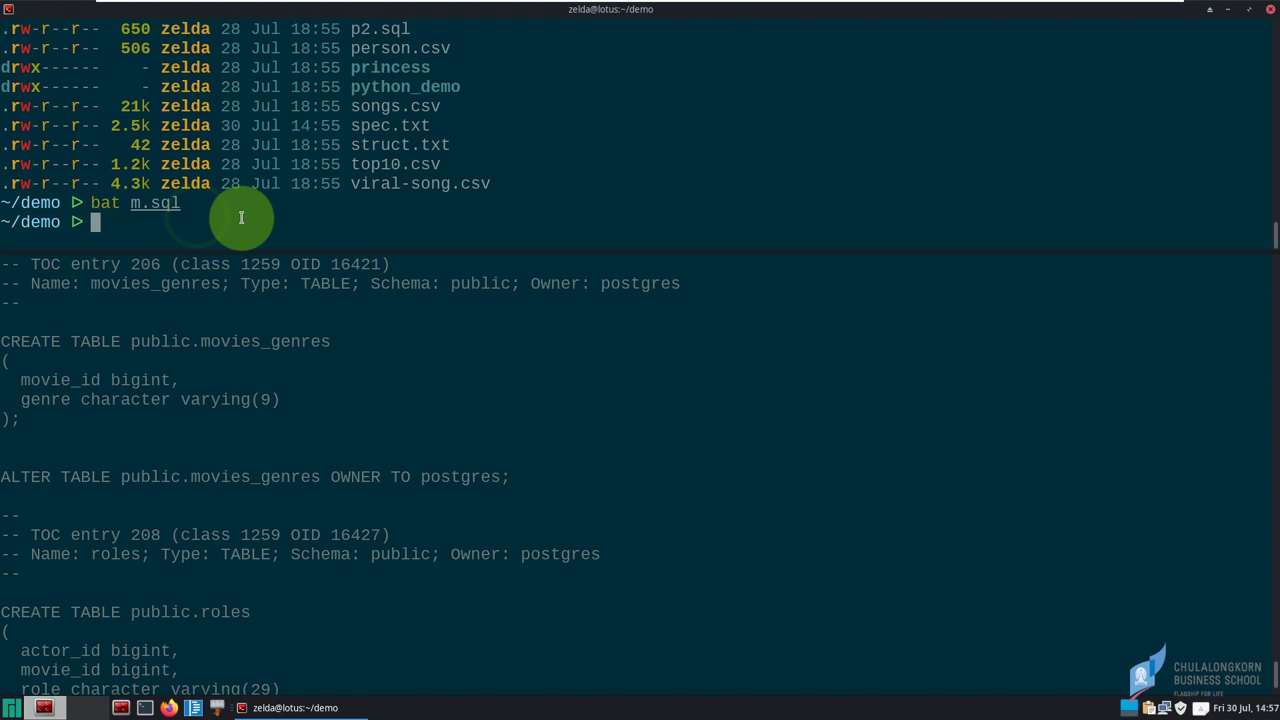 zelda@lotus:~/demo
.rw-r--r-- 650 zelda 28 Jul 18:55 p2.sql
.rw-r--r-- 506 zelda 28 Jul 18:55 person.csv
drwx------ - zelda 28 Jul 18:55 princess
drwx------ - zelda 28 Jul 18:55 python_demo
.rw-r--r-- 21k zelda 28 Jul 18:55 songs.csv
.rw-r--r-- 2.5k zelda 30 Jul 14:55 spec.txt
.rw-r--r-- 42 zelda 28 Jul 18:55 struct.txt
.rw-r--r-- 1.2k zelda 28 Jul 18:55 top10.csv
.rw-r--r-- 4.3k zelda 28 Jul 18:55 viral-song.csv
~/demo ▷ bat m.sql
~/demo ▷
-- TOC entry 206 (class 1259 OID 16421)
-- Name: movies_genres; Type: TABLE; Schema: public; Owner: postgres
--
CREATE TABLE public.movies_genres
(
movie_id bigint,
genre character varying(9)
);
ALTER TABLE public.movies_genres OWNER TO postgres;
--
-- TOC entry 208 (class 1259 OID 16427)
-- Name: roles; Type: TABLE; Schema: public; Owner: postgres
--
CREATE TABLE public.roles
(
actor_id bigint,
movie_id bigint,
role character varying(29)
CHULALONGKORN
BUSINESS SCHOOL
FLAGSHIP FOR LIFE
zelda@lotus:~/demo
Fri 30 Jul, 14:57